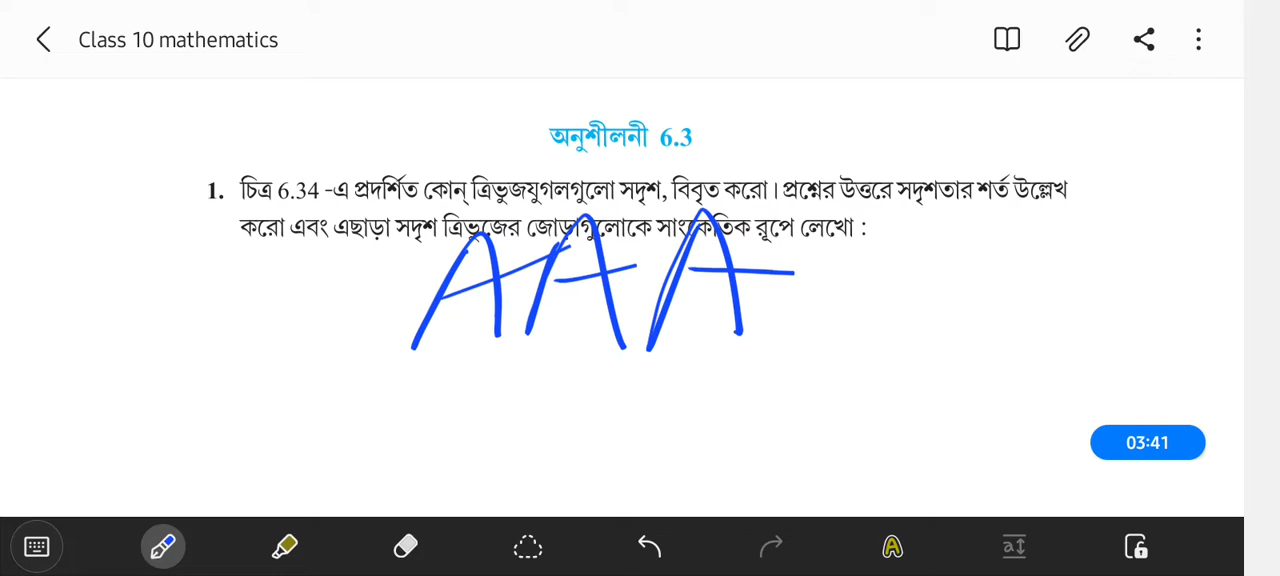 Class 10 mathematics
অনুশীলনী 6.3
1. চিত্র 6.34 -এ প্রদর্শিত কোন্ ত্রিভুজযুগলগুলো সদৃশ, বিবৃত করো। প্রশ্নের উত্তরে সদৃশতার শর্ত উল্লেখ
করো এবং এছাড়া সদৃশ ত্রিভুজের জোড়াগুলোকে সাংকেতিক রূপে লেখো :
AAA
03:41
A
a